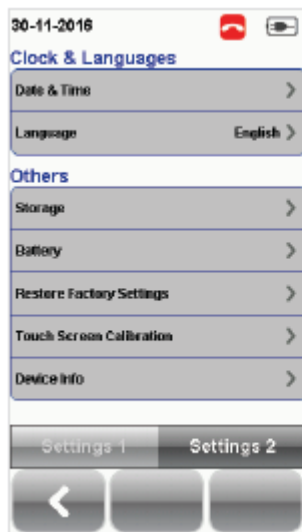 30-11-2016
Clock & Languages
Date & Time
Language English
Others
Storage
Battery
Restore Factory Settings
Touch Screen Calibration
Device Info
Settings 1 Settings 2